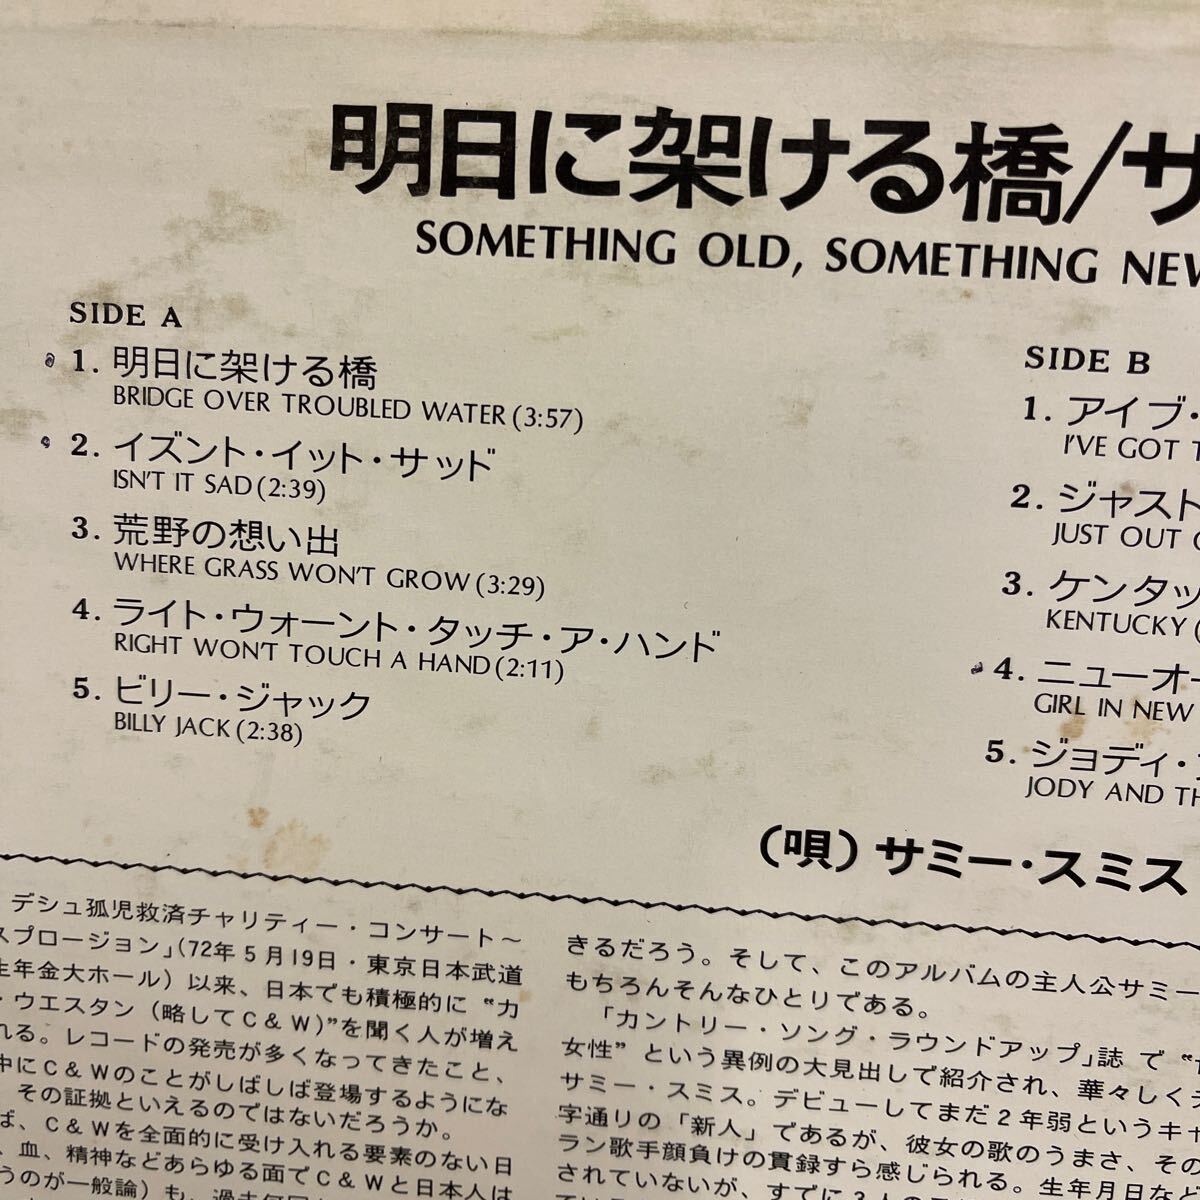 明日に架ける橋/サ
SOMETHING OLD, SOMETHING NEW
SIDE A
1. 明日に架ける橋
BRIDGE OVER TROUBLED WATER (3:57)
2. イズント・イット・サッド
ISN'T IT SAD (2:39)
3. 荒野の想い出
WHERE GRASS WON'T GROW (3:29)
4. ライト・ウォーント・タッチ・ア・ハンド
RIGHT WON'T TOUCH A HAND (2:11)
5. ビリー・ジャック
BILLY JACK (2:38)
SIDE B
1. アイブ・
I'VE GOT T
2. ジャスト
JUST OUT O
3. ケンタッ
KENTUCKY (
4. ニューオー
GIRL IN NEW
5. ジョディ・
JODY AND TH
(唄) サミー・スミス
デシュ孤児救済チャリティー・コンサート〜
スプロージョン」(72年5月19日・東京日本武道
生年金大ホール) 以来、日本でも積極的に〝カ
・ウエスタン (略してC&W)”を聞く人が増え
れる。レコードの発売が多くなってきたこと、
中にC&Wのことがしばしば登場するようにな
その証拠といえるのではないだろうか。
ば、C&Wを全面的に受け入れる要素のない日
、血、精神などあらゆる面でC&Wと日本人は
うのが一般論) も、過去何回
きるだろう。そして、このアルバムの主人公サミー
もちろんそんなひとりである。
「カントリー・ソング・ラウンドアップ」誌 で〝
女性” という異例の大見出しで紹介され、華々しく
サミー・スミス。デビューしてまだ2年弱というキャ
字通りの「新人」であるが、彼女の歌のうまさ、その
ラン歌手顔負けの貫録すら感じられる。生年月日など
されていないが、すでに3人の